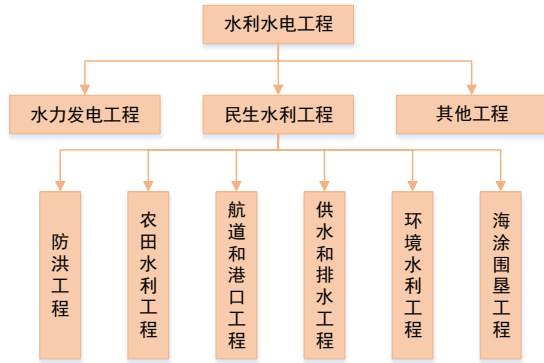 水利水电工程
水力发电工程
民生水利工程
其他工程
防洪工程
农田水利工程
航道和港口工程
供水和排水工程
环境水利工程
海涂围垦工程